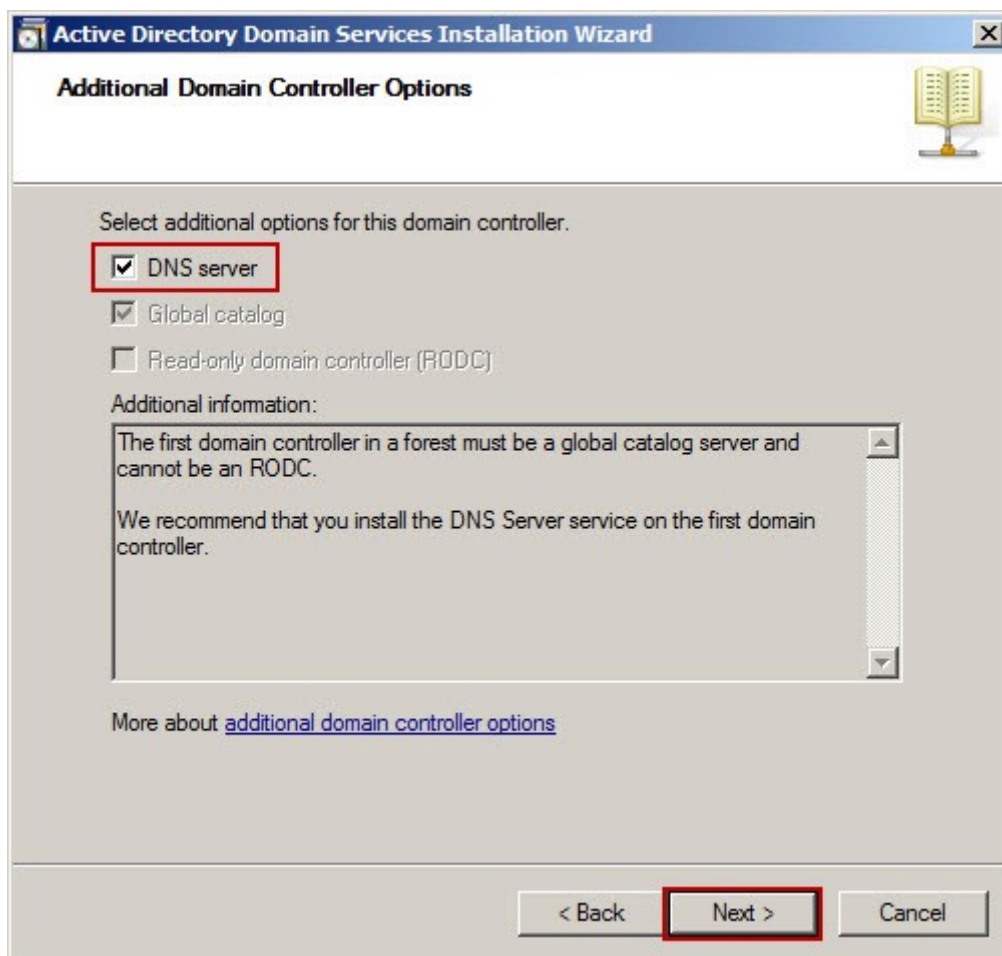 Active Directory Domain Services Installation Wizard
Additional Domain Controller Options
Select additional options for this domain controller.
DNS server
Global catalog
Read-only domain controller (RODC)
Additional information:
The first domain controller in a forest must be a global catalog server and
cannot be an RODC.
We recommend that you install the DNS Server service on the first domain
controller.
More about additional domain controller options
< Back
Next >
Cancel